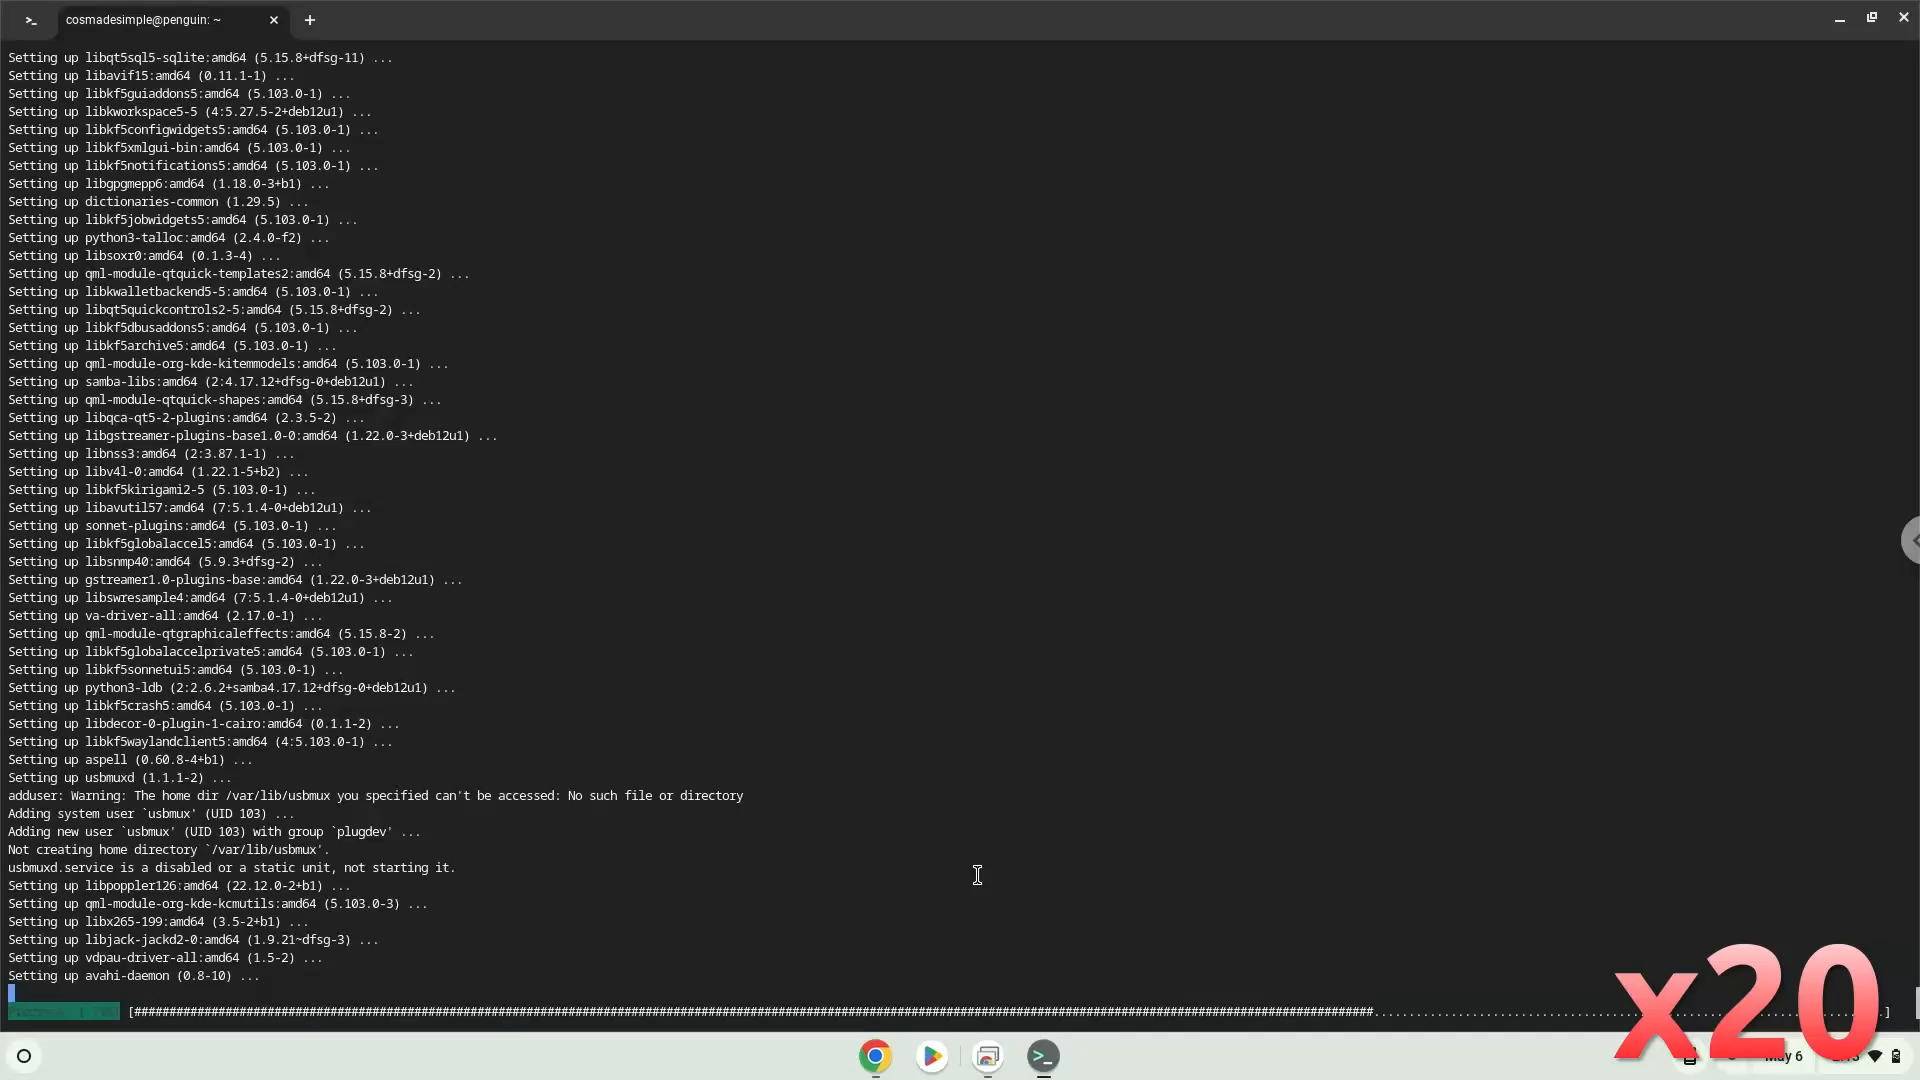 cosmadesimple@penguin: ~
Setting up libqt5sql5-sqlite:amd64 (5.15.8+dfsg-11) ...
Setting up libavif15:amd64 (0.11.1-1) ...
Setting up libkf5guiaddons5:amd64 (5.103.0-1) ...
Setting up libkworkspace5-5 (4:5.27.5-2+deb12u1) ...
Setting up libkf5configwidgets5:amd64 (5.103.0-1) ...
Setting up libkf5xmlgui-bin:amd64 (5.103.0-1) ...
Setting up libkf5notifications5:amd64 (5.103.0-1) ...
Setting up libgpgmepp6:amd64 (1.18.0-3+b1) ...
Setting up dictionaries-common (1.29.5) ...
Setting up libkf5jobwidgets5:amd64 (5.103.0-1) ...
Setting up python3-talloc:amd64 (2.4.0-f2) ...
Setting up libsoxr0:amd64 (0.1.3-4) ...
Setting up qml-module-qtquick-templates2:amd64 (5.15.8+dfsg-2) ...
Setting up libkwalletbackend5-5:amd64 (5.103.0-1) ...
Setting up libqt5quickcontrols2-5:amd64 (5.15.8+dfsg-2) ...
Setting up libkf5dbusaddons5:amd64 (5.103.0-1) ...
Setting up libkf5archive5:amd64 (5.103.0-1) ...
Setting up qml-module-org-kde-kitemmodels:amd64 (5.103.0-1) ...
Setting up samba-libs:amd64 (2:4.17.12+dfsg-0+deb12u1) ...
Setting up qml-module-qtquick-shapes:amd64 (5.15.8+dfsg-3) ...
Setting up libqca-qt5-2-plugins:amd64 (2.3.5-2) ...
Setting up libgstreamer-plugins-base1.0-0:amd64 (1.22.0-3+deb12u1) ...
Setting up libnss3:amd64 (2:3.87.1-1) ...
Setting up libv4l-0:amd64 (1.22.1-5+b2) ...
Setting up libkf5kirigami2-5 (5.103.0-1) ...
Setting up libavutil57:amd64 (7:5.1.4-0+deb12u1) ...
Setting up sonnet-plugins:amd64 (5.103.0-1) ...
Setting up libkf5globalaccel5:amd64 (5.103.0-1) ...
Setting up libsnmp40:amd64 (5.9.3+dfsg-2) ...
Setting up gstreamer1.0-plugins-base:amd64 (1.22.0-3+deb12u1) ...
Setting up libswresample4:amd64 (7:5.1.4-0+deb12u1) ...
Setting up va-driver-all:amd64 (2.17.0-1) ...
Setting up qml-module-qtgraphicaleffects:amd64 (5.15.8-2) ...
Setting up libkf5globalaccelprivate5:amd64 (5.103.0-1) ...
Setting up libkf5sonnetui5:amd64 (5.103.0-1) ...
Setting up python3-ldb (2:2.6.2+samba4.17.12+dfsg-0+deb12u1) ...
Setting up libkf5crash5:amd64 (5.103.0-1) ...
Setting up libdecor-0-plugin-1-cairo:amd64 (0.1.1-2) ...
Setting up libkf5waylandclient5:amd64 (4:5.103.0-1) ...
Setting up aspell (0.60.8-4+b1) ...
Setting up usbmuxd (1.1.1-2) ...
adduser: Warning: The home dir /var/lib/usbmux you specified can't be accessed: No such file or directory
Adding system user `usbmux' (UID 103) ...
Adding new user `usbmux' (UID 103) with group `plugdev' ...
Not creating home directory `/var/lib/usbmux'.
usbmuxd.service is a disabled or a static unit, not starting it.
Setting up libpoppler126:amd64 (22.12.0-2+b1) ...
Setting up qml-module-org-kde-kcmutils:amd64 (5.103.0-3) ...
Setting up libx265-199:amd64 (3.5-2+b1) ...
Setting up libjack-jackd2-0:amd64 (1.9.21~dfsg-3) ...
Setting up vdpau-driver-all:amd64 (1.5-2) ...
Setting up avahi-daemon (0.8-10) ...
x20
May 6